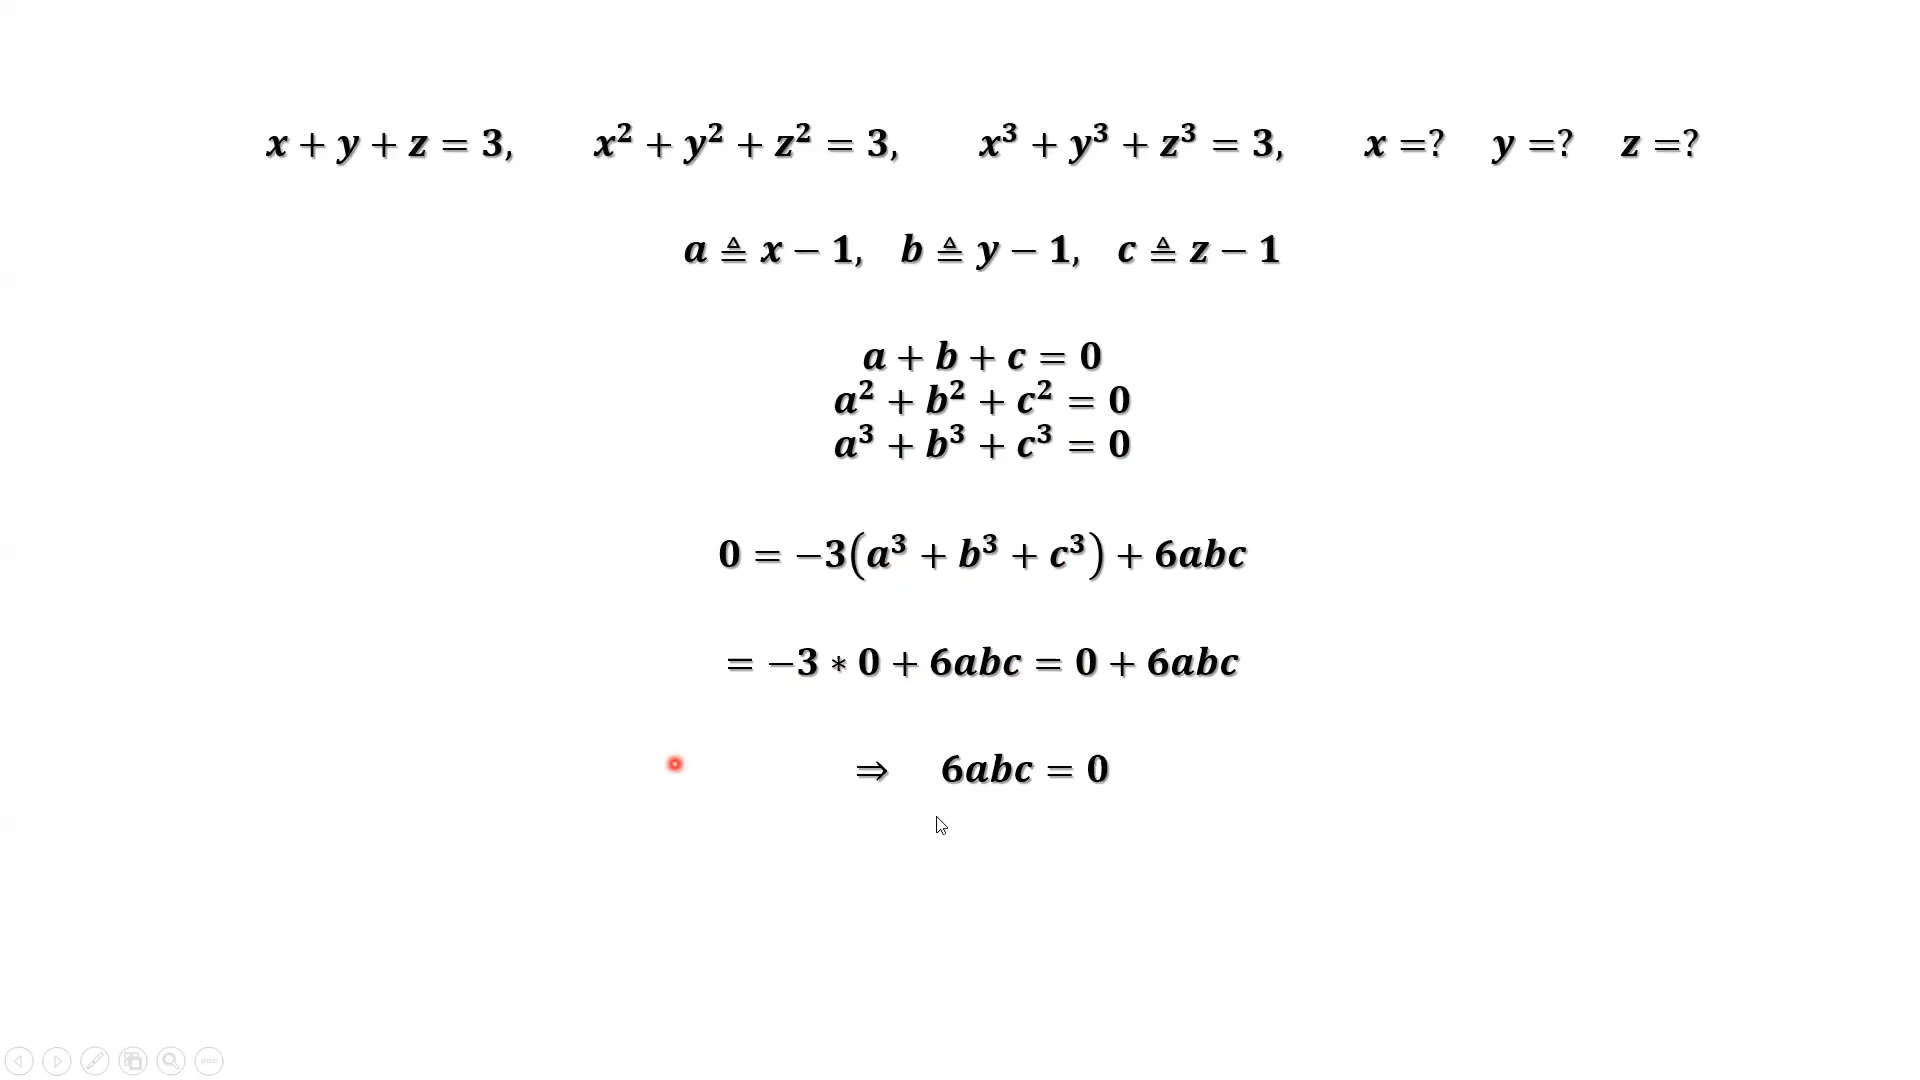 x + y + z = 3, x² + y² + z² = 3, x³ + y³ + z³ = 3, x =? y =? z =?
a ≜ x − 1, b ≜ y − 1, c ≜ z − 1
a + b + c = 0
a² + b² + c² = 0
a³ + b³ + c³ = 0
0 = −3(a³ + b³ + c³) + 6abc
= −3 ∗ 0 + 6abc = 0 + 6abc
⇒ 6abc = 0